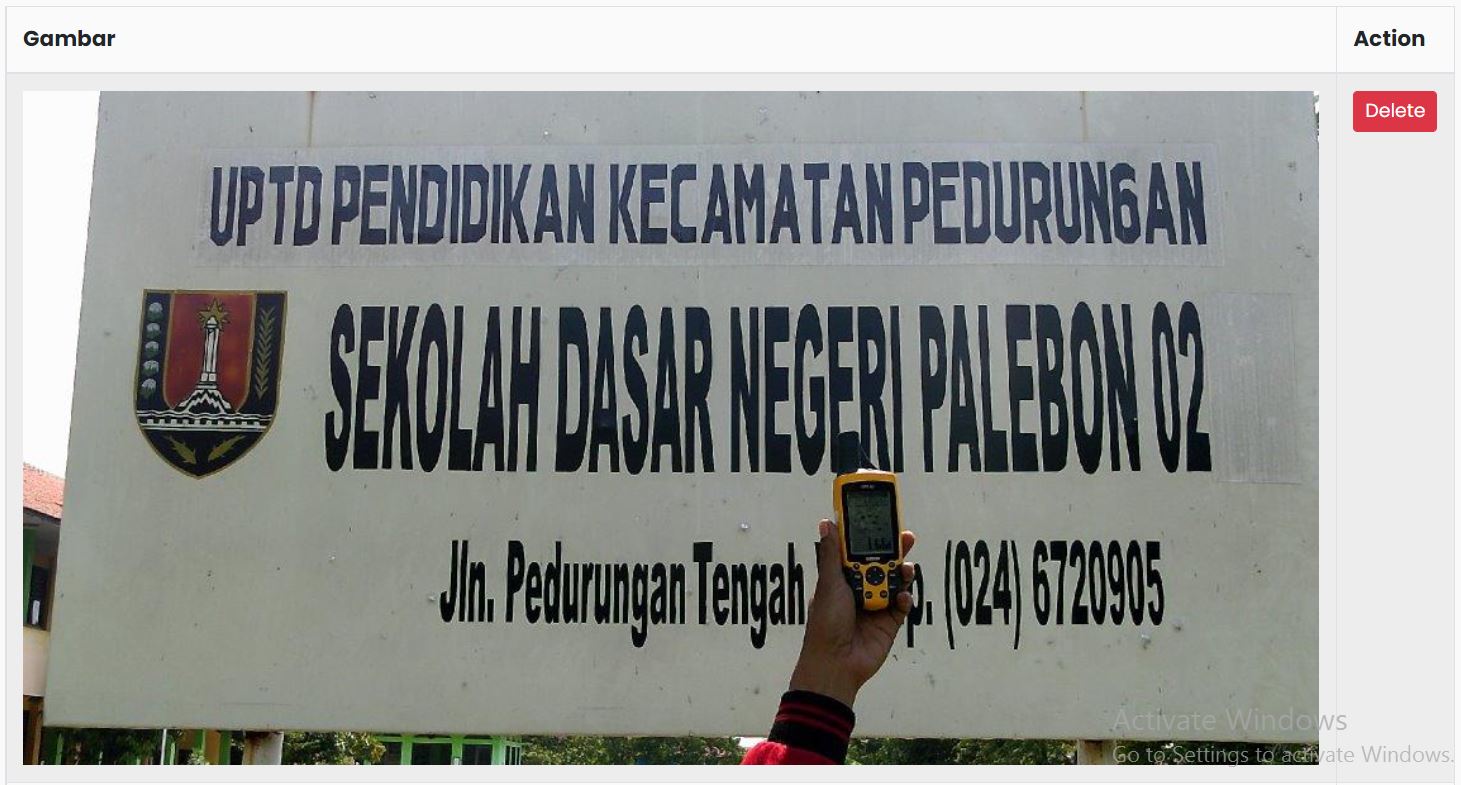 Gambar
Action
Delete
UPTD PENDIDIKAN KECAMATAN PEDURUNGAN
SEKOLAH DASAR NEGERI PALEBON 02
Jln. Pedurungan Tengah (024) 6720905
Activate Windows
Go to Settings to activate Windows.